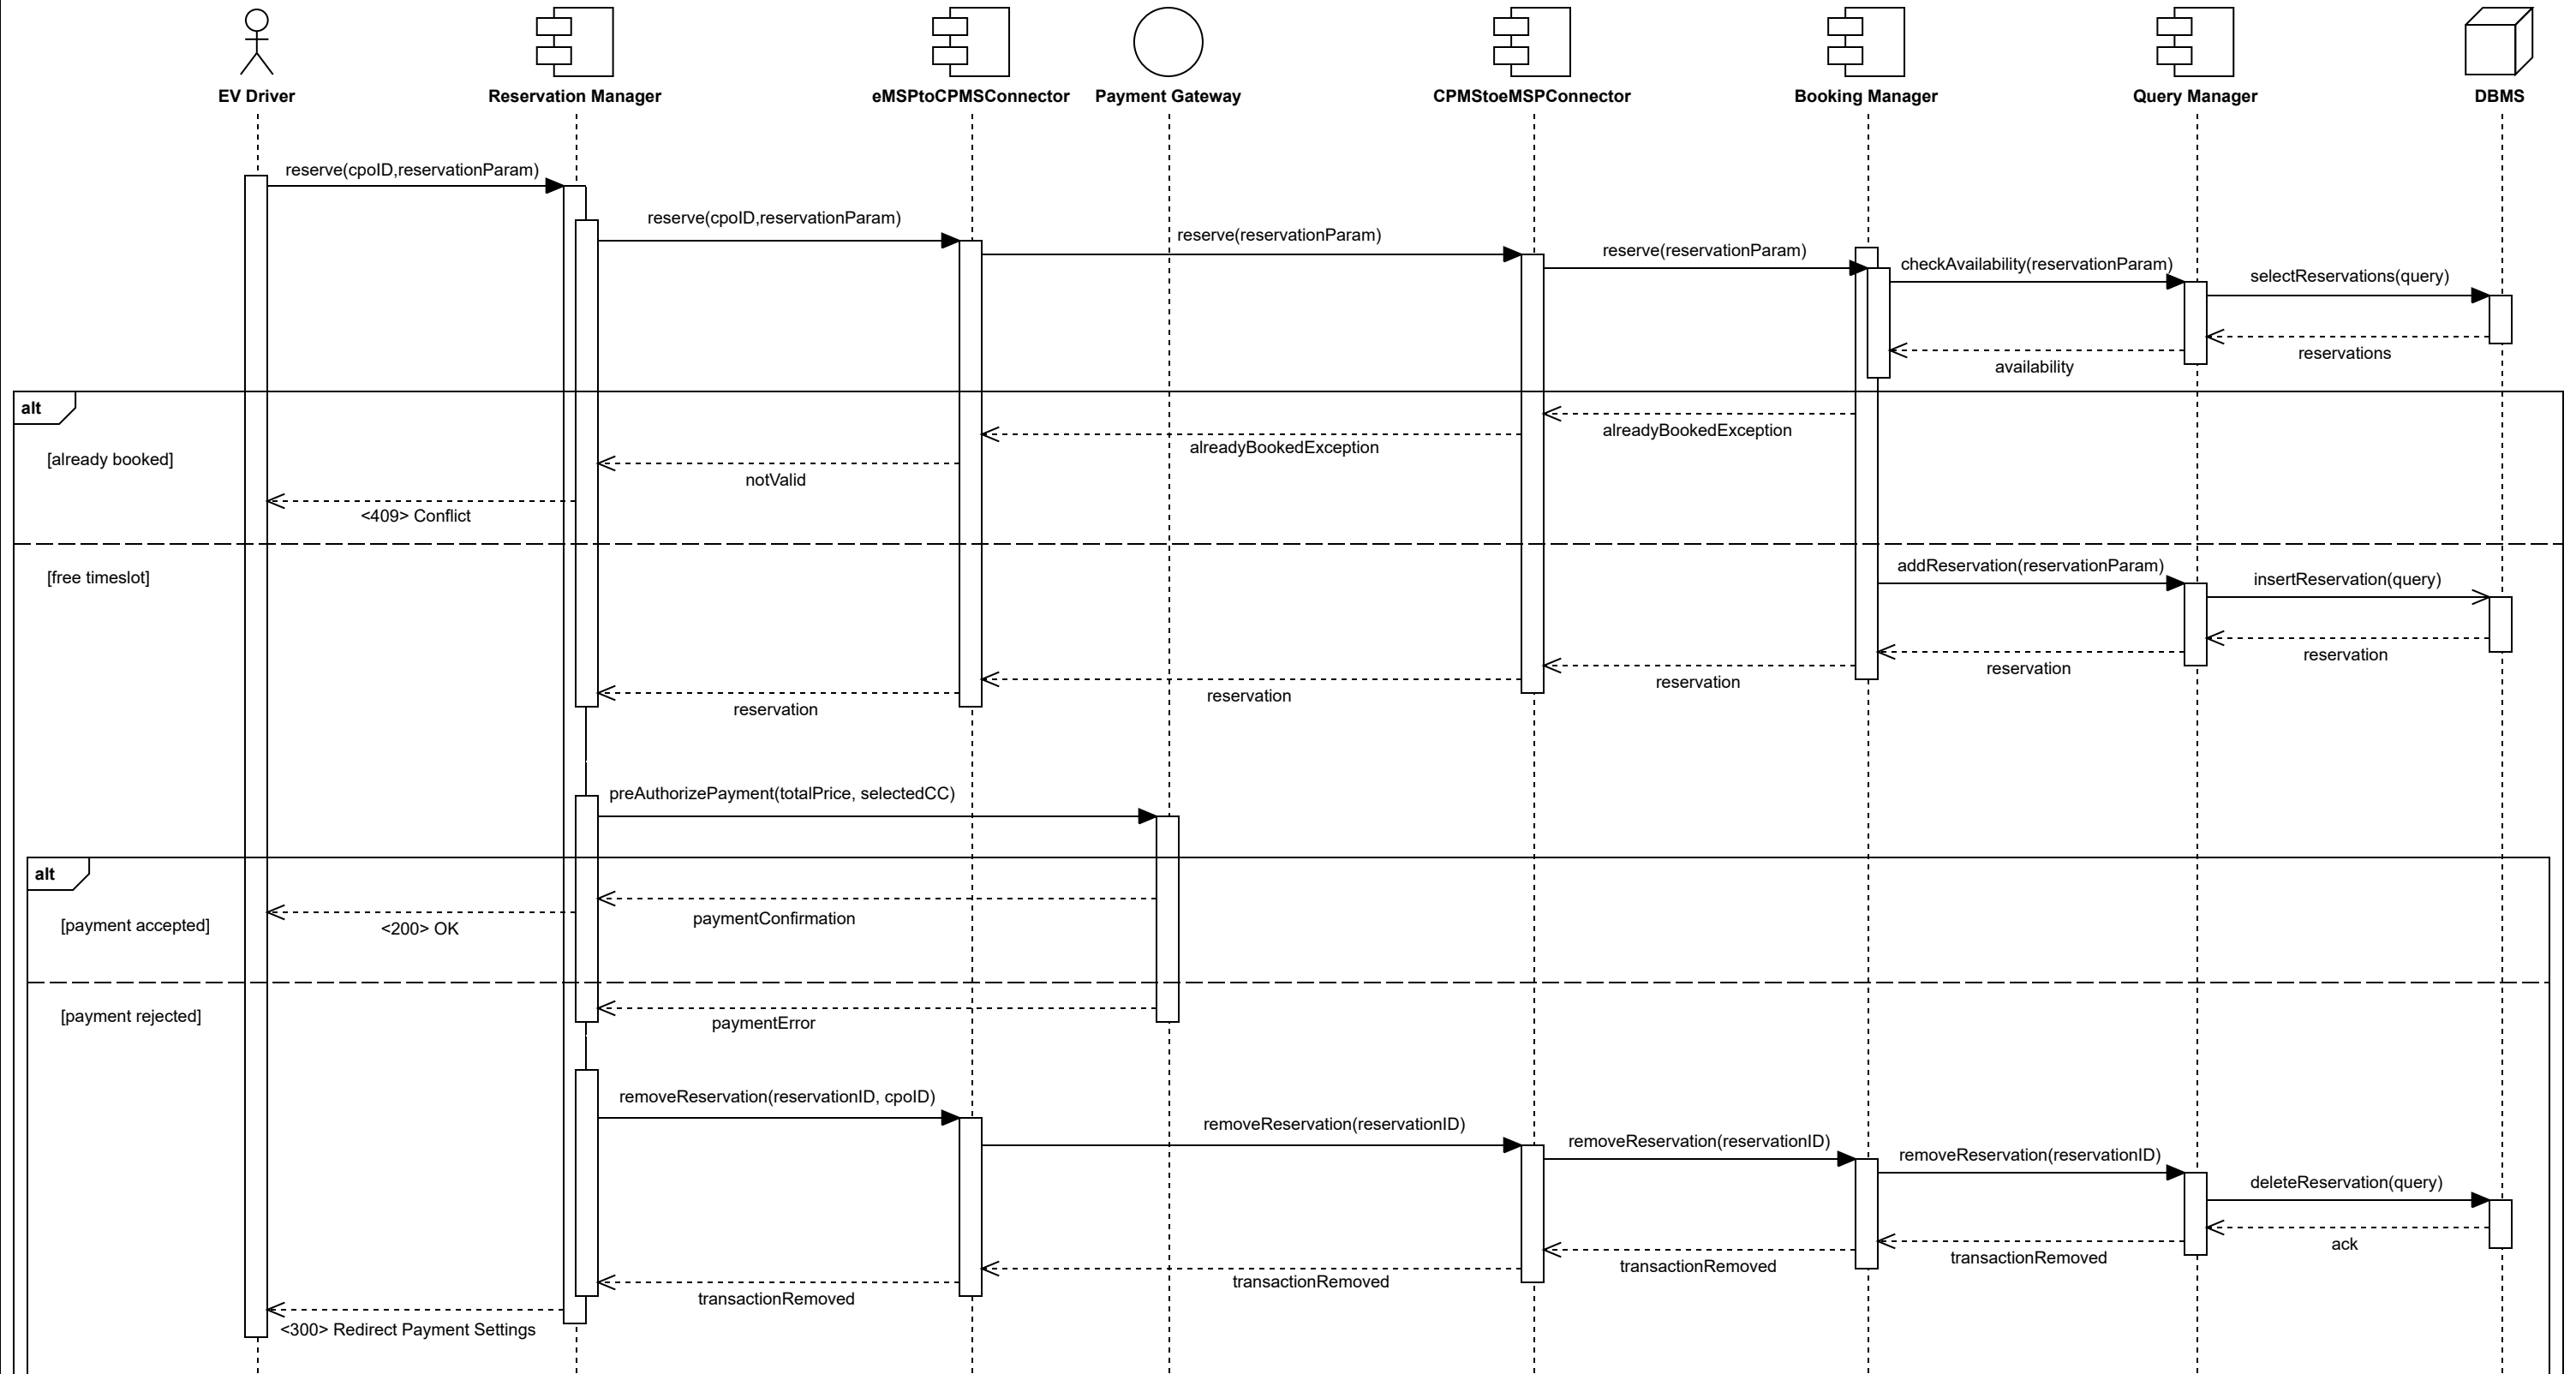 EV Driver
Reservation Manager
eMSPtoCPMSConnector
Payment Gateway
CPMStoeMSPConnector
Booking Manager
Query Manager
DBMS
reserve(cpoID,reservationParam)
reserve(cpoID,reservationParam)
reserve(reservationParam)
reserve(reservationParam)
checkAvailability(reservationParam)
selectReservations(query)
reservations
availability
alt
[already booked]
alreadyBookedException
alreadyBookedException
notValid
<409> Conflict
[free timeslot]
addReservation(reservationParam)
insertReservation(query)
reservation
reservation
reservation
reservation
reservation
preAuthorizePayment(totalPrice, selectedCC)
alt
[payment accepted]
paymentConfirmation
<200> OK
[payment rejected]
paymentError
removeReservation(reservationID, cpoID)
removeReservation(reservationID)
removeReservation(reservationID)
removeReservation(reservationID)
deleteReservation(query)
ack
transactionRemoved
transactionRemoved
transactionRemoved
transactionRemoved
<300> Redirect Payment Settings